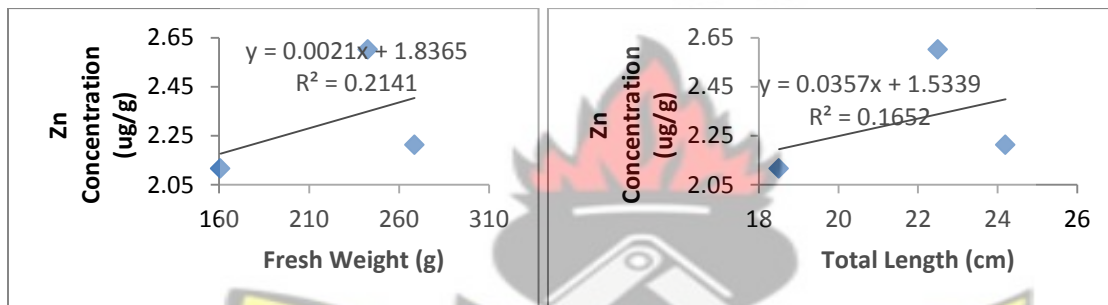 Zn
Concentration
(ug/g)
2.65
2.45
2.25
2.05
y = 0.0021x + 1.8365
R² = 0.2141
160 210 260 310
Fresh Weight (g)
Zn
Concentration
(ug/g)
2.65
2.45
2.25
2.05
y = 0.0357x + 1.5339
R² = 0.1652
18 20 22 24 26
Total Length (cm)